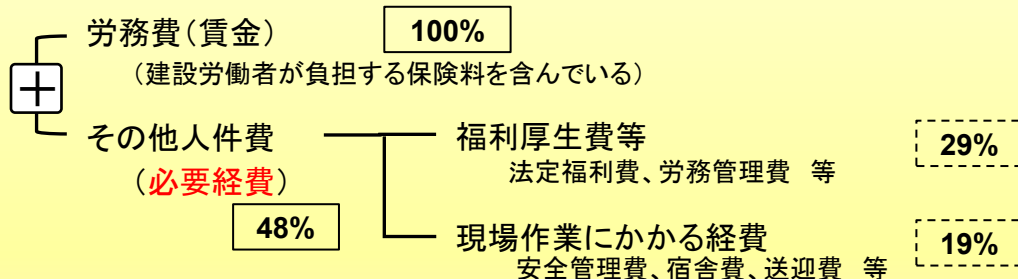 労務費（賃金） 100%
（建設労働者が負担する保険料を含んでいる）
＋
その他人件費 福利厚生費等 29%
（必要経費） 法定福利費、労務管理費 等
48%
現場作業にかかる経費 19%
安全管理費、宿舎費、送迎費 等